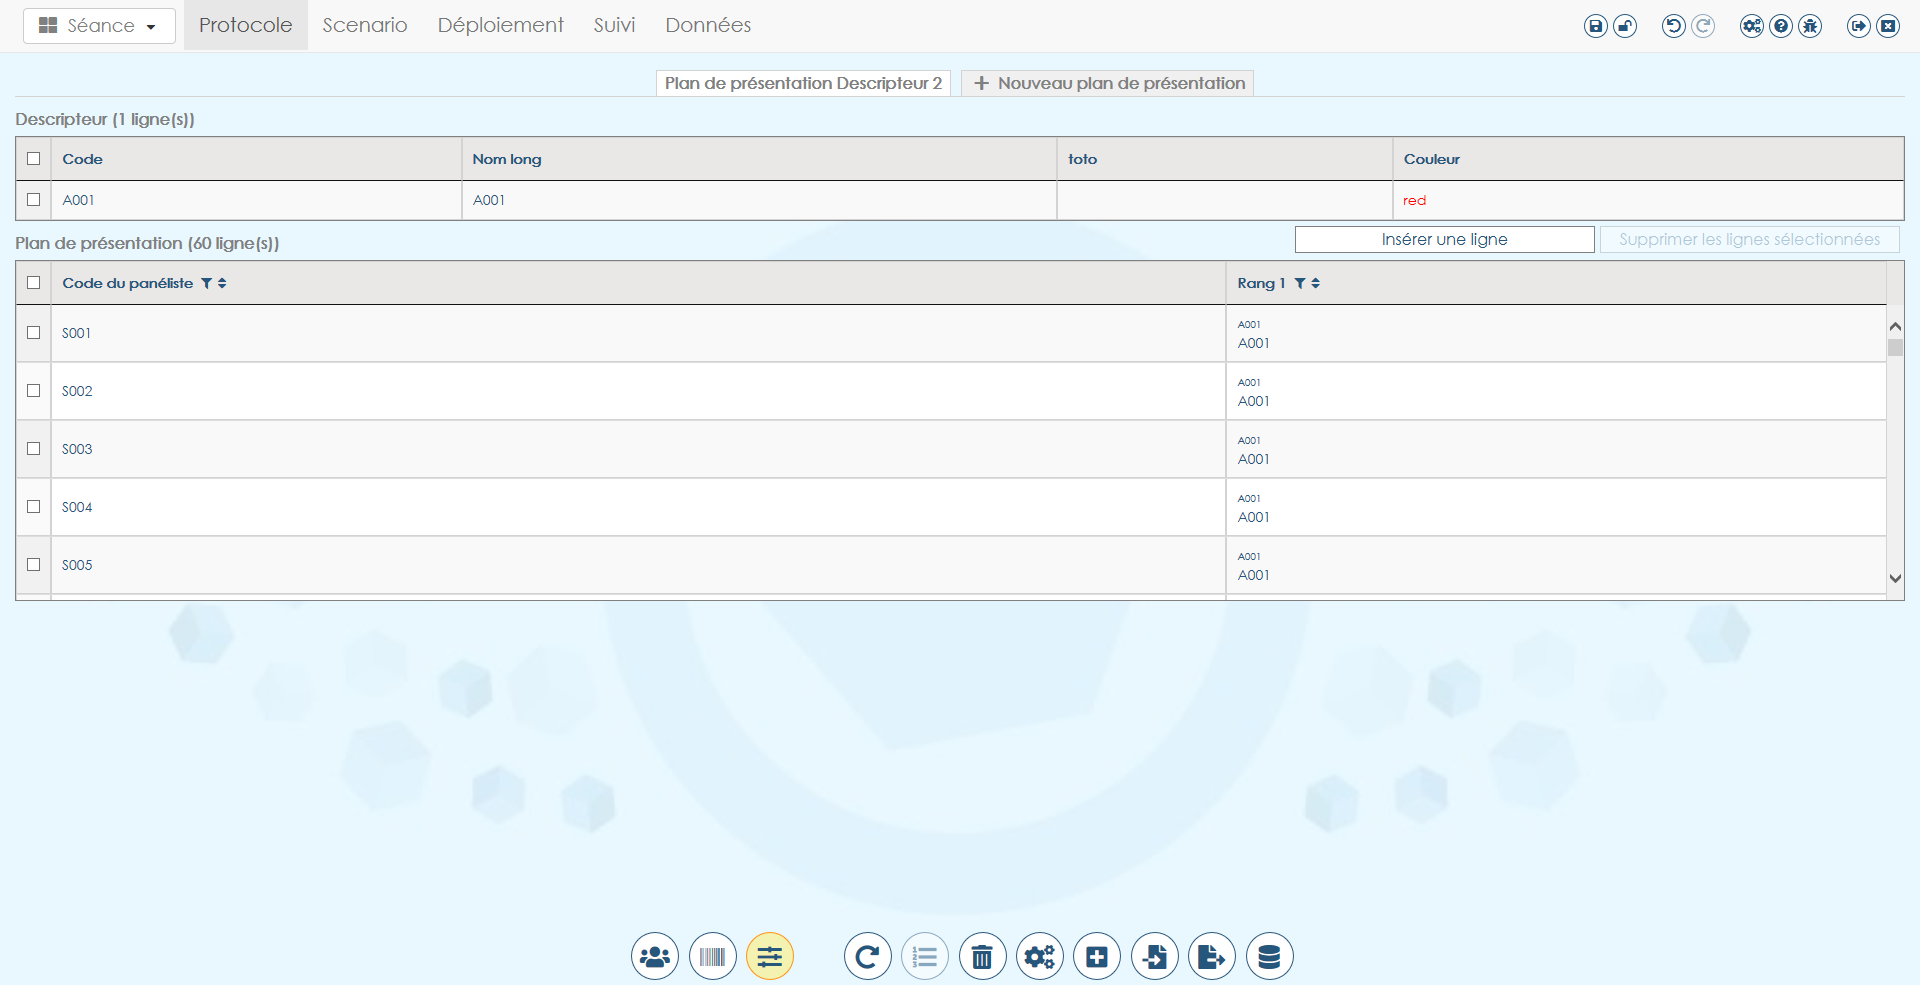 Séance
Protocole
Scenario
Déploiement
Suivi
Données
Plan de présentation Descripteur 2
Nouveau plan de présentation
Descripteur (1 ligne(s))
Code
Nom long
toto
Couleur
A001
A001
red
Plan de présentation (60 ligne(s))
Insérer une ligne
Supprimer les lignes sélectionnées
Code du panéliste
Rang 1
S001
A001
A001
S002
A001
A001
S003
A001
A001
S004
A001
A001
S005
A001
A001